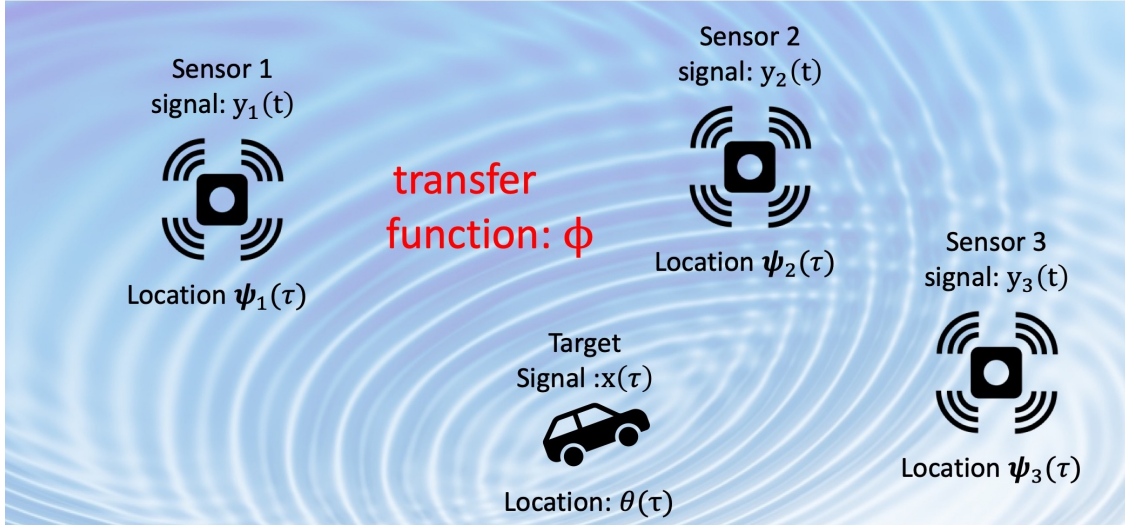 Sensor 1
signal: y₁(t)
Location 𝝍₁(τ)
transfer
function: ϕ
Sensor 2
signal: y₂(t)
Location 𝝍₂(τ)
Sensor 3
signal: y₃(t)
Location 𝝍₃(τ)
Target
Signal :x(τ)
Location: θ(τ)